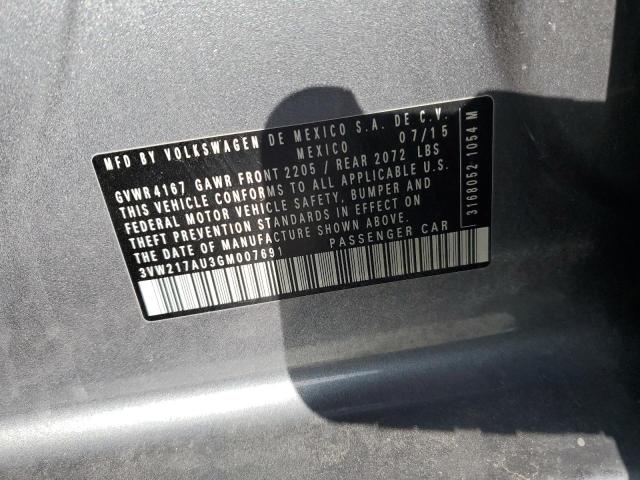 MFD BY VOLKSWAGEN DE MEXICO S.A. DE C.V.
MEXICO 07/15
GVWR 4167 GAWR FRONT 2205 / REAR 2072 LBS
THIS VEHICLE CONFORMS TO ALL APPLICABLE U.S.
FEDERAL MOTOR VEHICLE SAFETY, BUMPER AND
THEFT PREVENTION STANDARDS IN EFFECT ON
THE DATE OF MANUFACTURE SHOWN ABOVE.
3VW217AU3GM007691 PASSENGER CAR
3168052 1054 M